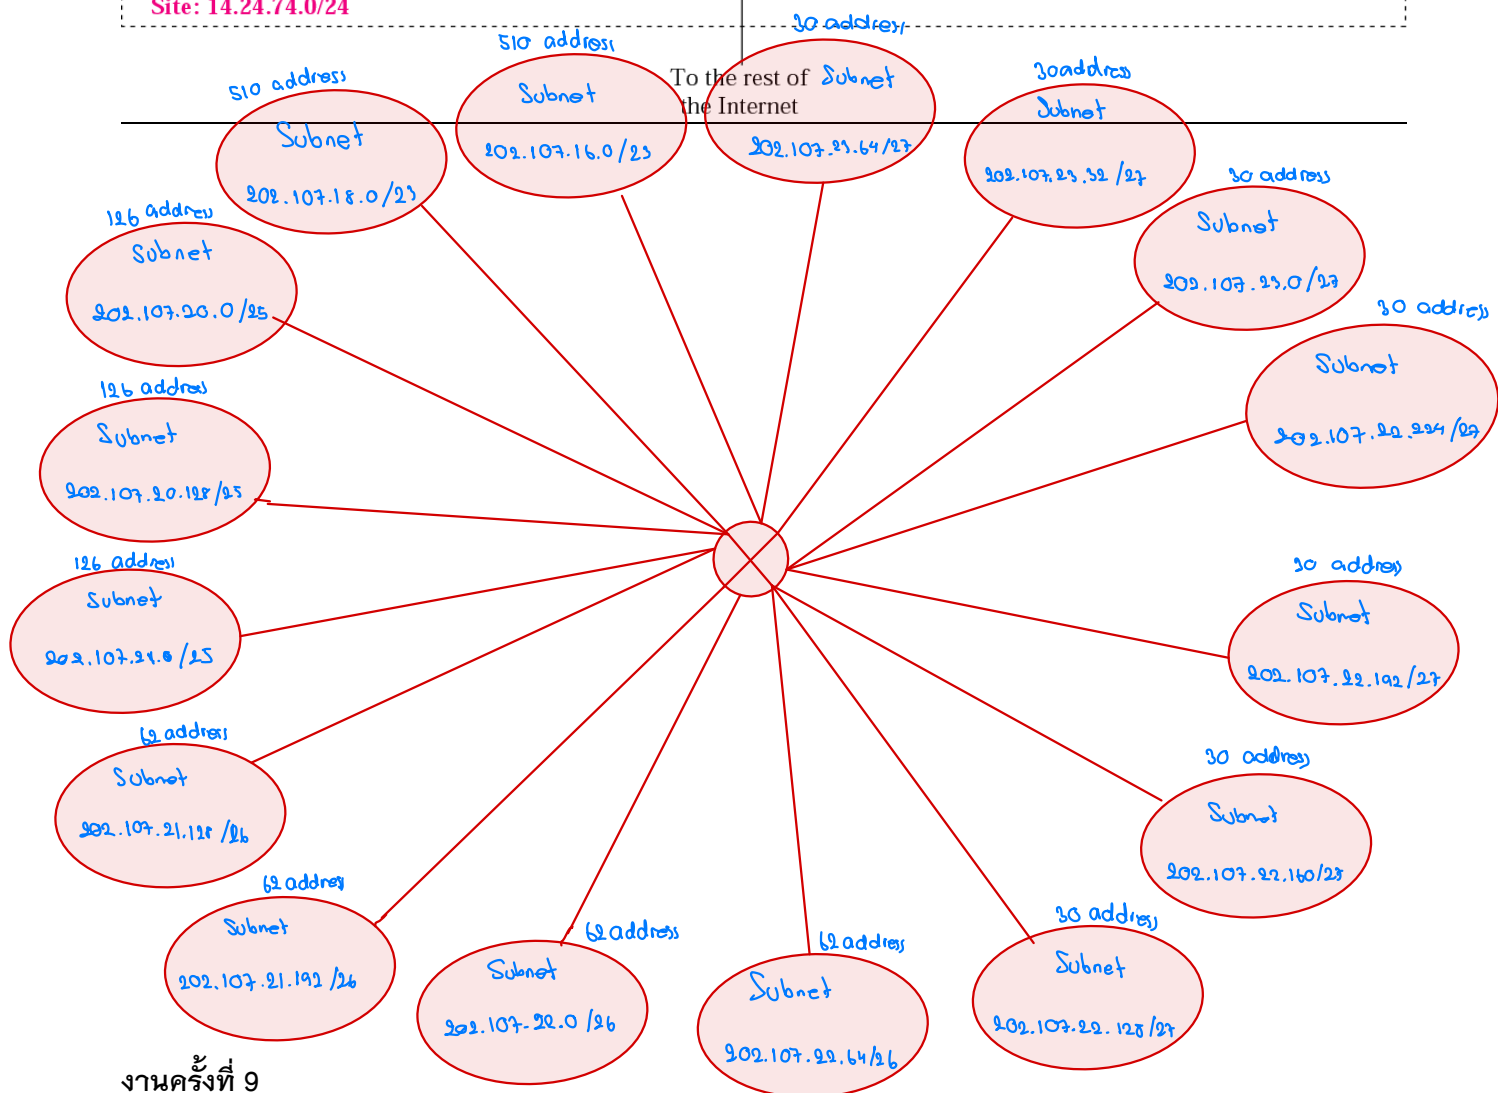 Site: 14.24.74.0/24
To the rest of
the Internet
510 address
Subnet
202.107.16.0/23
30 address
Subnet
202.107.23.64/27
30 address
Subnet
202.107.23.32/27
510 address
Subnet
202.107.18.0/23
30 address
Subnet
202.107.23.0/27
126 address
Subnet
202.107.20.0/25
30 address
Subnet
202.107.22.224/27
126 address
Subnet
202.107.20.128/25
126 address
Subnet
202.107.21.0/25
30 address
Subnet
202.107.22.192/27
62 address
Subnet
202.107.21.128/26
30 address
Subnet
202.107.22.160/27
62 address
Subnet
202.107.21.192/26
62 address
Subnet
202.107.22.0/26
62 address
Subnet
202.107.22.64/26
30 address
Subnet
202.107.22.128/27
งานครั้งที่ 9